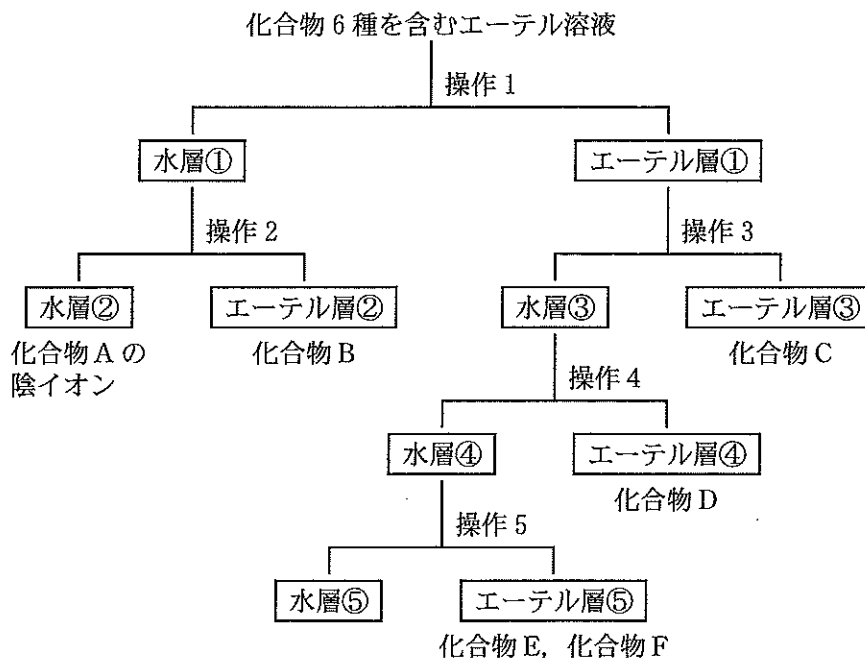 化合物6種を含むエーテル溶液
操作1
水層①
エーテル層①
操作2
操作3
水層②
エーテル層②
水層③
エーテル層③
化合物Aの
陰イオン
化合物B
化合物C
操作4
水層④
エーテル層④
化合物D
操作5
水層⑤
エーテル層⑤
化合物E,化合物F